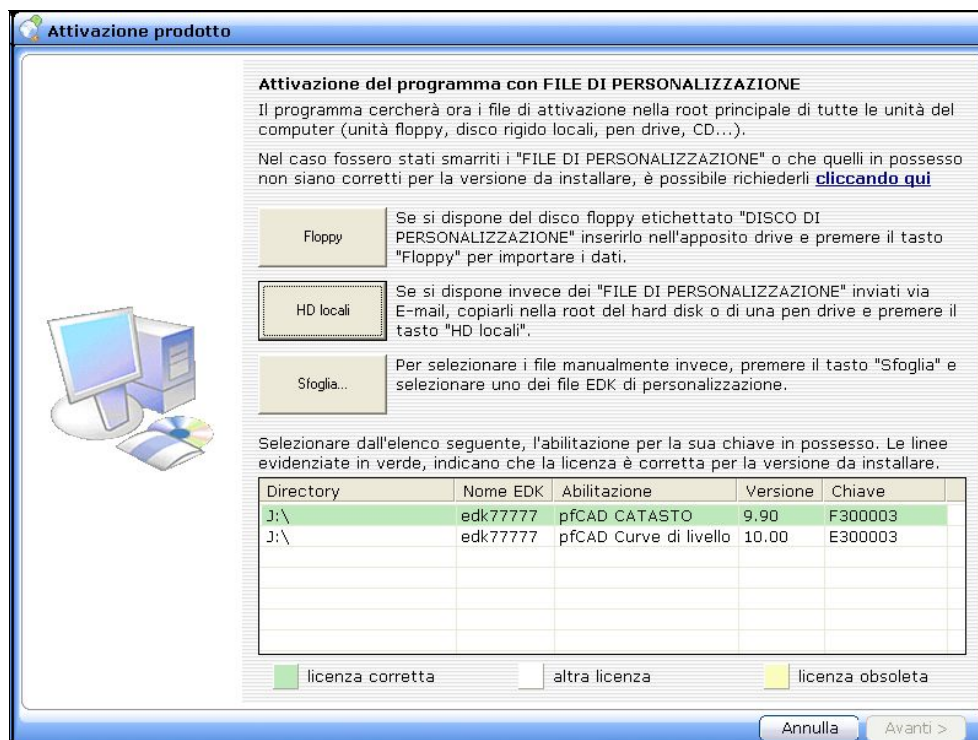 Attivazione prodotto
Attivazione del programma con FILE DI PERSONALIZZAZIONE
Il programma cercherà ora i file di attivazione nella root principale di tutte le unità del
computer (unità floppy, disco rigido locali, pen drive, CD...).
Nel caso fossero stati smarriti i "FILE DI PERSONALIZZAZIONE" o che quelli in possesso
non siano corretti per la versione da installare, è possibile richiederli cliccando qui
Floppy
Se si dispone del disco floppy etichettato "DISCO DI
PERSONALIZZAZIONE" inserirlo nell'apposito drive e premere il tasto
"Floppy" per importare i dati.
HD locali
Se si dispone invece dei "FILE DI PERSONALIZZAZIONE" inviati via
E-mail, copiarli nella root del hard disk o di una pen drive e premere il
tasto "HD locali".
Sfoglia...
Per selezionare i file manualmente invece, premere il tasto "Sfoglia" e
selezionare uno dei file EDK di personalizzazione.
Selezionare dall'elenco seguente, l'abilitazione per la sua chiave in possesso. Le linee
evidenziate in verde, indicano che la licenza è corretta per la versione da installare.
Directory Nome EDK Abilitazione Versione Chiave
J:\ edk77777 pfCAD CATASTO 9.90 F300003
J:\ edk77777 pfCAD Curve di livello 10.00 E300003
licenza corretta altra licenza licenza obsoleta
Annulla Avanti >